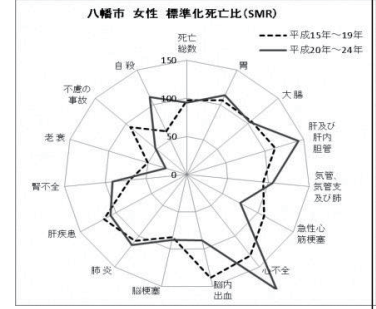 八幡市 女性 標準化死亡比(SMR)
平成15年～19年
平成20年～24年
死亡
総数
胃
大腸
肝及び
肝内
胆管
気管、
気管支
及び肺
急性心
筋梗塞
心不全
脳内
出血
脳梗塞
肺炎
肝疾患
腎不全
老衰
不慮の
事故
自殺
150
100
50
0